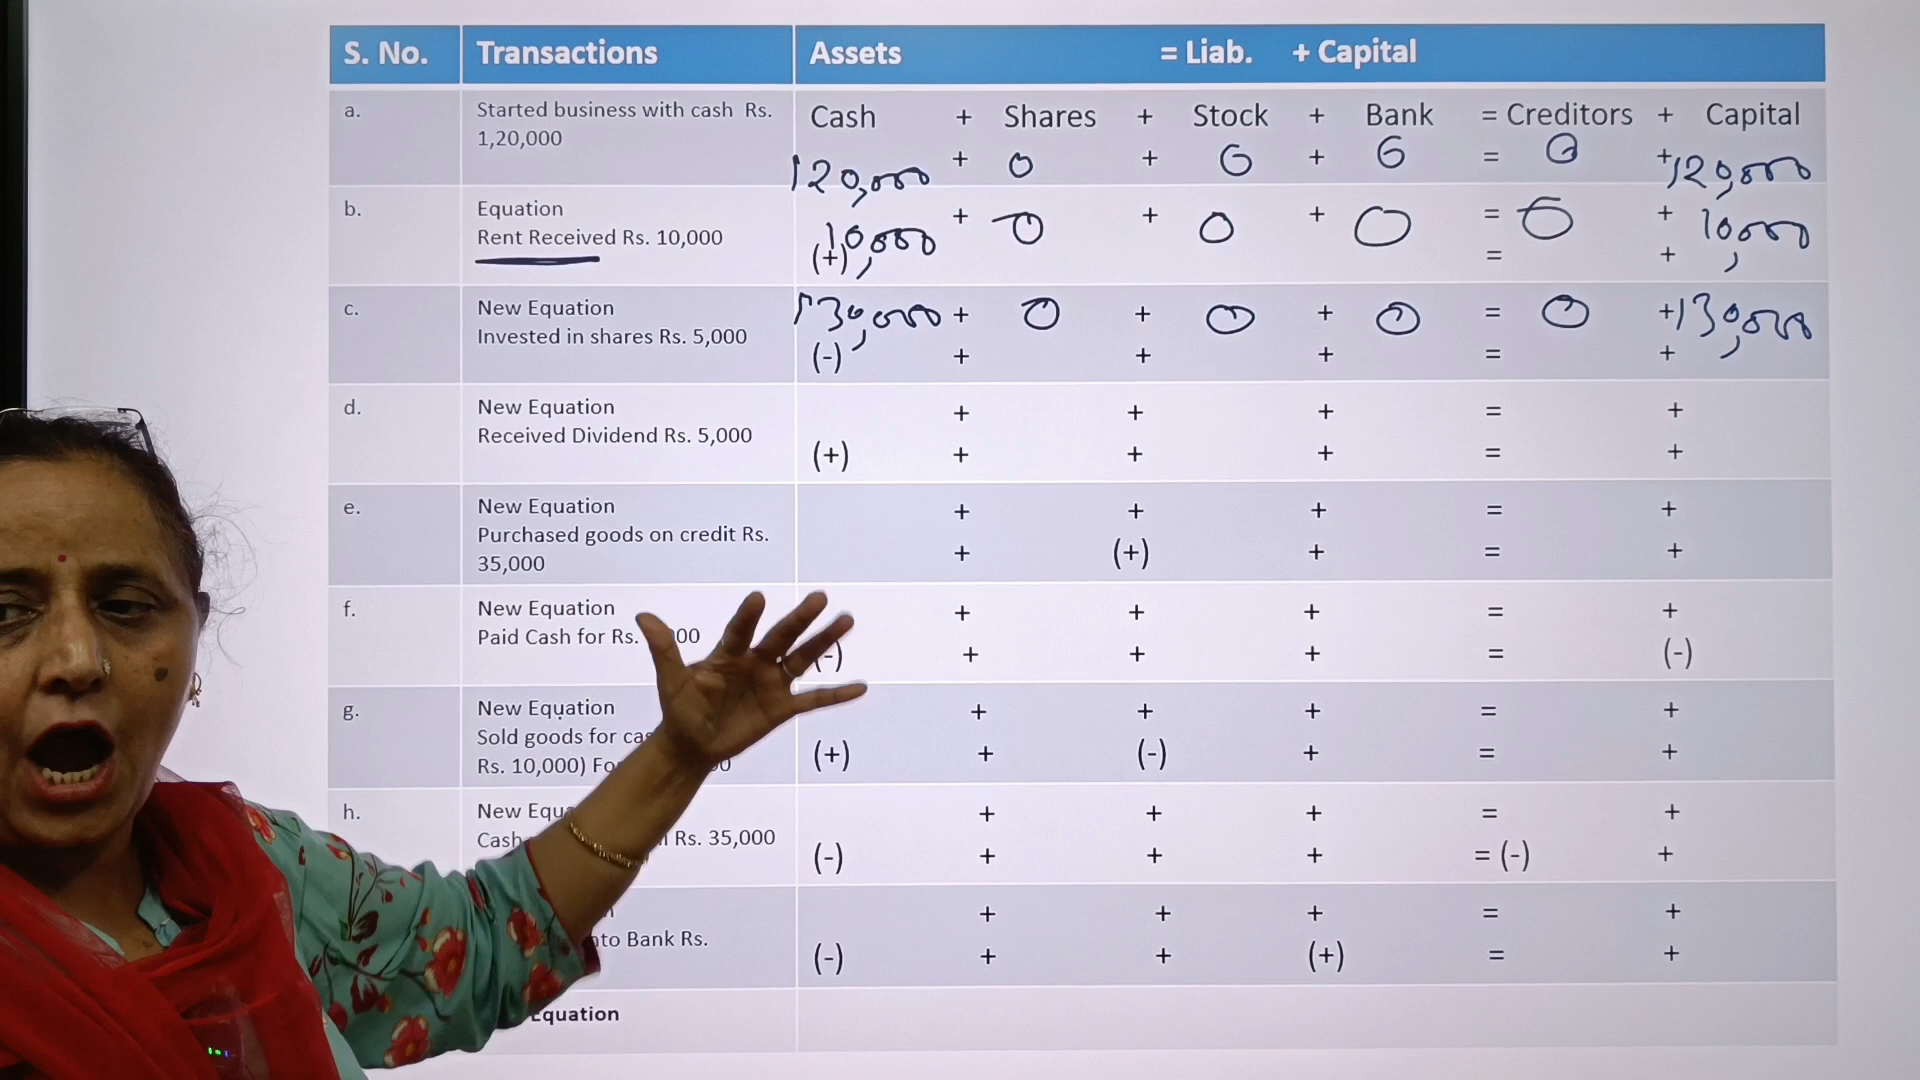 S. No. Transactions Assets = Liab. + Capital
a. Started business with cash Rs. 1,20,000 Cash + Shares + Stock + Bank = Creditors + Capital
120,000 + 0 + 0 + 0 = 0 + 120,000
b. Equation
Rent Received Rs. 10,000
10,000 + 0 + 0 + 0 = 0 + 10,000
(+) = +
c. New Equation 130,000 + 0 + 0 + 0 = 0 + 130,000
Invested in shares Rs. 5,000 (-) + + + = +
d. New Equation + + + = +
Received Dividend Rs. 5,000 (+) + + + = +
e. New Equation + + + = +
Purchased goods on credit Rs. 35,000 + (+) + = +
f. New Equation + + + = +
Paid Cash for Rs. (-) + + + = (-)
g. New Equation + + + = +
Sold goods for
Rs. 10,000) (+) + (-) + = +
h. New + + + = +
Cash Rs. 35,000 (-) + + + = (-) +
+ + + = +
Bank Rs. (-) + + (+) = +
Equation